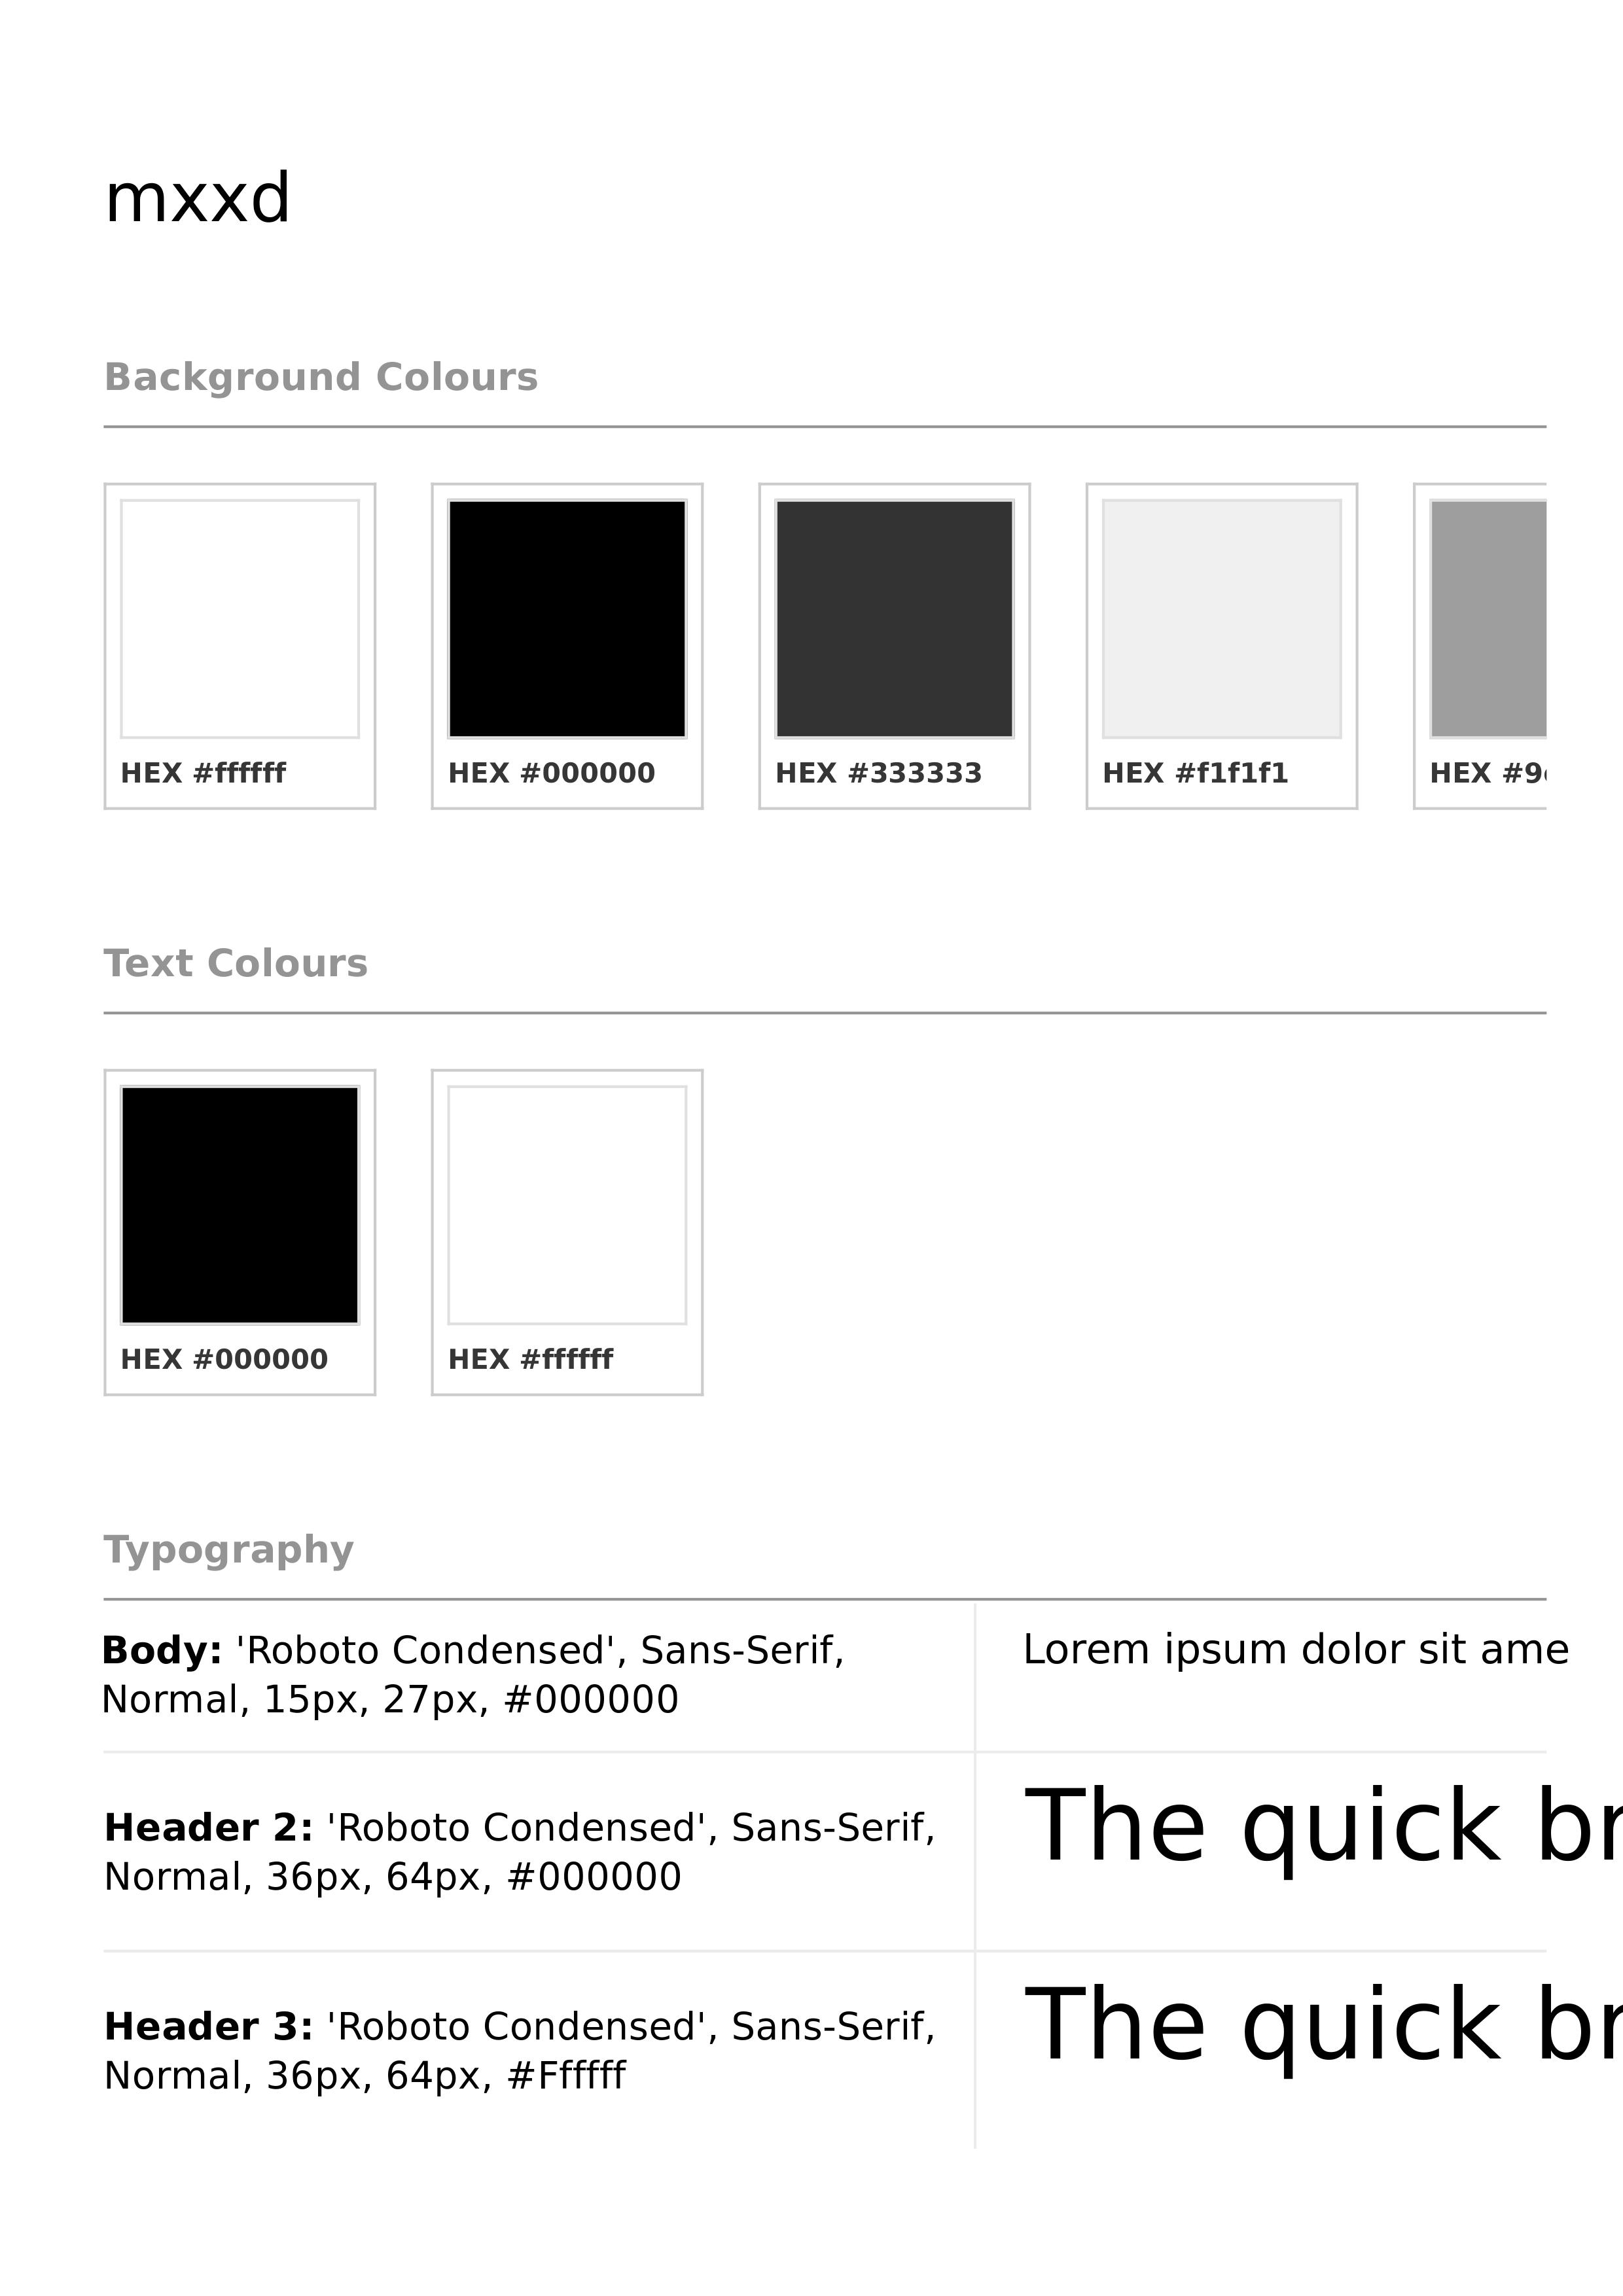 mxxd
Background Colours
HEX #ffffff
HEX #000000
HEX #333333
HEX #f1f1f1
HEX
Text Colours
HEX #000000
HEX #ffffff
Typography
Body: 'Roboto Condensed', Sans-Serif,
Normal, 15px, 27px, #000000
Lorem ipsum dolor sit ame
Header 2: 'Roboto Condensed', Sans-Serif,
Normal, 36px, 64px, #000000
The quick br
Header 3: 'Roboto Condensed', Sans-Serif,
Normal, 36px, 64px, #Ffffff
The quick br